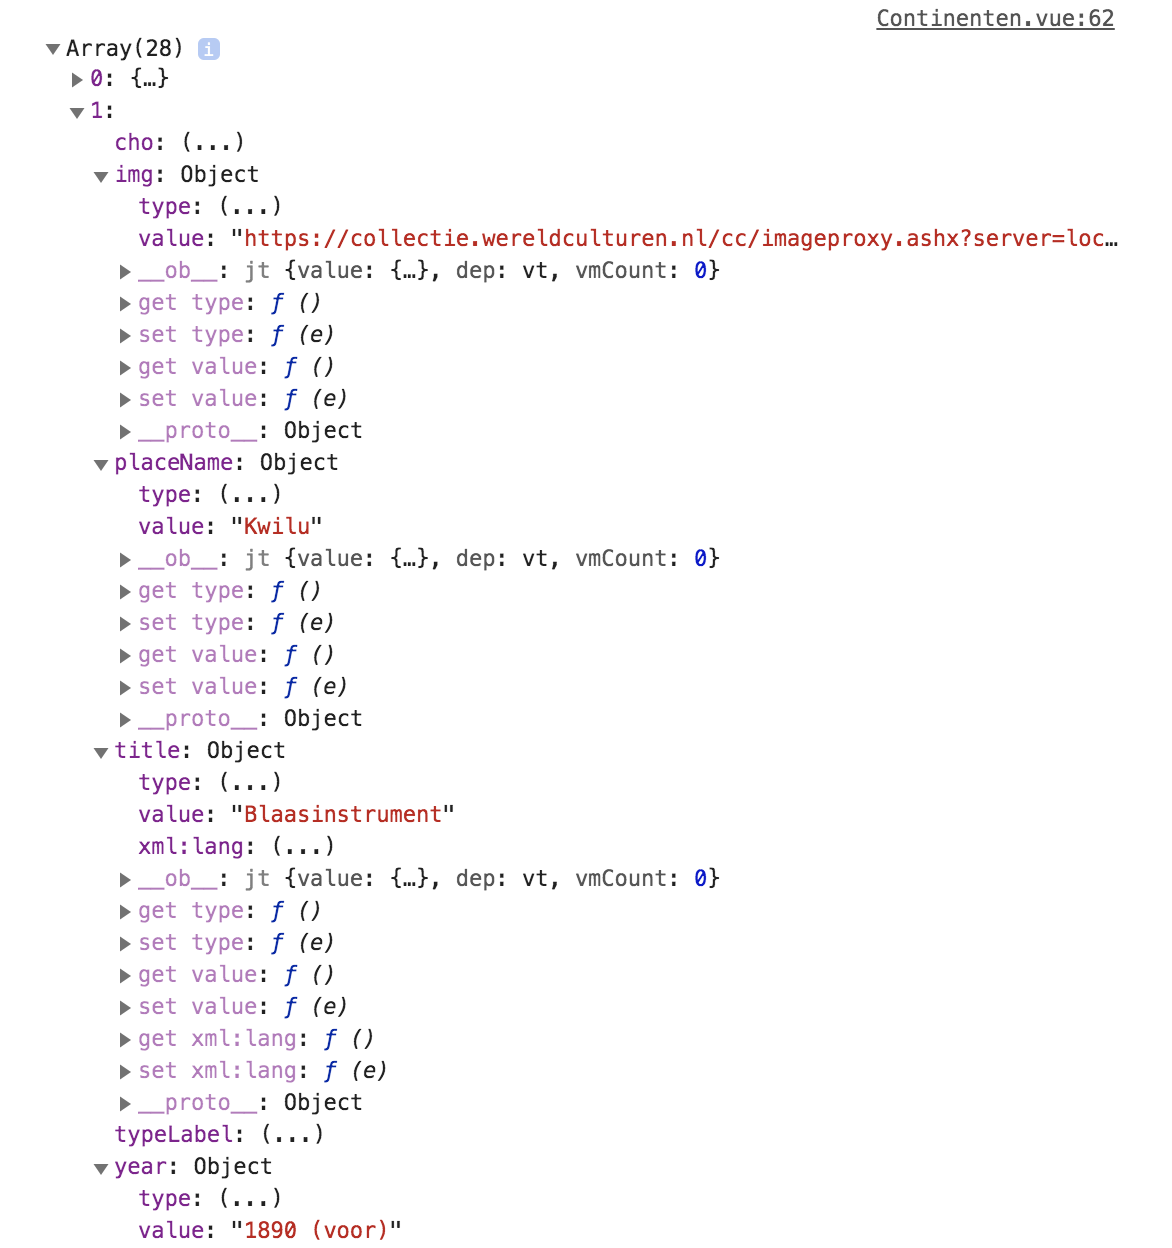 Continenten.vue:62
▼Array(28) i
▶0: {…}
▼1:
cho: (...)
▼img: Object
type: (...)
value: "https://collectie.wereldculturen.nl/cc/imageproxy.ashx?server=loc…
▶__ob__: jt {value: {…}, dep: vt, vmCount: 0}
▶get type: ƒ ()
▶set type: ƒ (e)
▶get value: ƒ ()
▶set value: ƒ (e)
▶__proto__: Object
▼placeName: Object
type: (...)
value: "Kwilu"
▶__ob__: jt {value: {…}, dep: vt, vmCount: 0}
▶get type: ƒ ()
▶set type: ƒ (e)
▶get value: ƒ ()
▶set value: ƒ (e)
▶__proto__: Object
▼title: Object
type: (...)
value: "Blaasinstrument"
xml:lang: (...)
▶__ob__: jt {value: {…}, dep: vt, vmCount: 0}
▶get type: ƒ ()
▶set type: ƒ (e)
▶get value: ƒ ()
▶set value: ƒ (e)
▶get xml:lang: ƒ ()
▶set xml:lang: ƒ (e)
▶__proto__: Object
typeLabel: (...)
▼year: Object
type: (...)
value: "1890 (voor)"